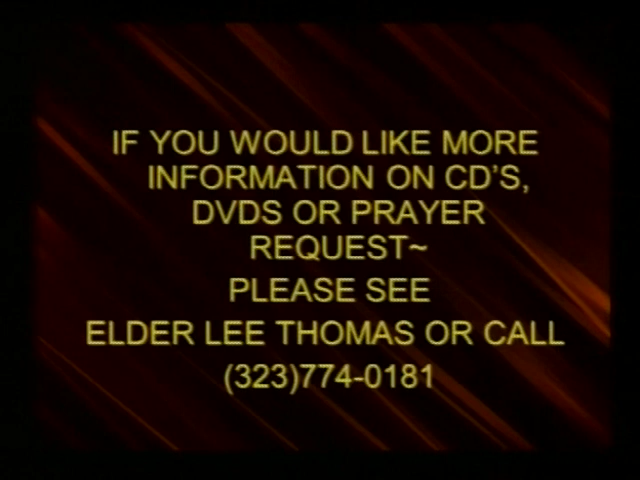 IF YOU WOULD LIKE MORE
INFORMATION ON CD'S,
DVDS OR PRAYER
REQUEST~
PLEASE SEE
ELDER LEE THOMAS OR CALL
(323)774-0181